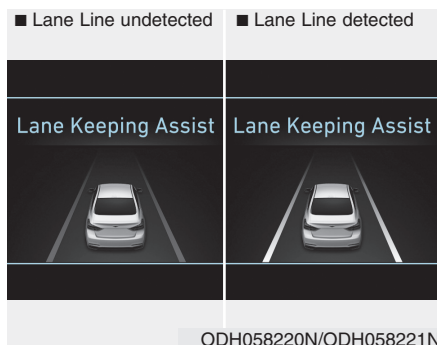 ■ Lane Line undetected
■ Lane Line detected
Lane Keeping Assist
Lane Keeping Assist
ODH058220N/ODH058221N